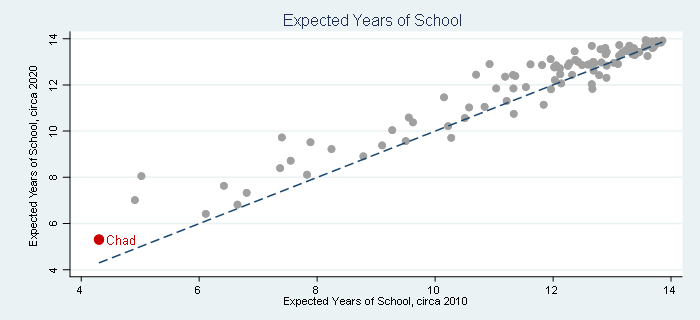 Expected Years of School
Expected Years of School, circa 2020
14
12
10
8
6
4
Chad
4 6 8 10 12 14
Expected Years of School, circa 2010